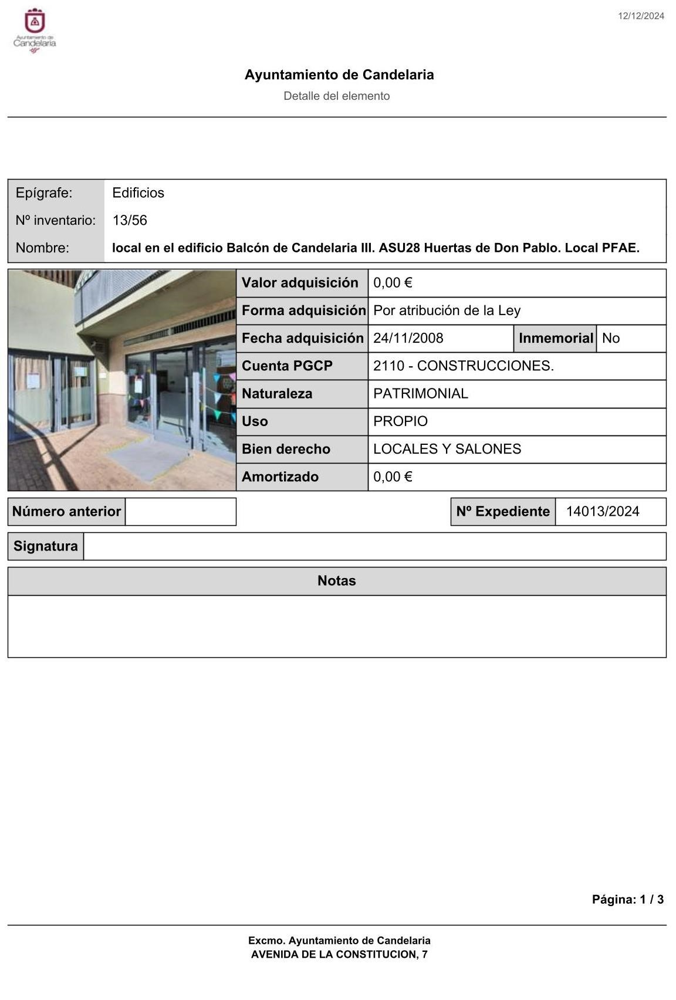 Ayuntamiento de
Candelaria
12/12/2024
Ayuntamiento de Candelaria
Detalle del elemento
Epígrafe: Edificios
Nº inventario: 13/56
Nombre: local en el edificio Balcón de Candelaria III. ASU28 Huertas de Don Pablo. Local PFAE.
Valor adquisición 0,00 €
Forma adquisición Por atribución de la Ley
Fecha adquisición 24/11/2008 Inmemorial No
Cuenta PGCP 2110 - CONSTRUCCIONES.
Naturaleza PATRIMONIAL
Uso PROPIO
Bien derecho LOCALES Y SALONES
Amortizado 0,00 €
Número anterior
Nº Expediente 14013/2024
Signatura
Notas
Página: 1 / 3
Excmo. Ayuntamiento de Candelaria
AVENIDA DE LA CONSTITUCION, 7